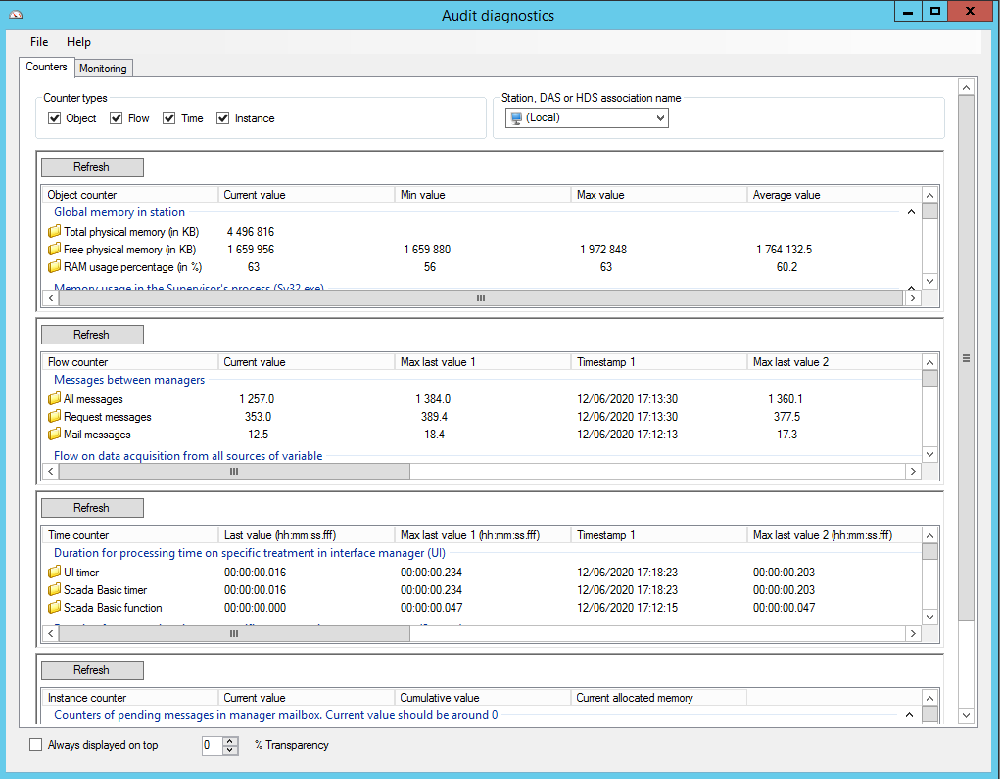 Audit diagnostics
File Help
Counters Monitoring
Counter types Station, DAS or HDS association name
Object Flow Time Instance (Local)
Refresh
Object counter Current value Min value Max value Average value
Global memory in station
Total physical memory (in KB) 4 496 816
Free physical memory (in KB) 1 659 956 1 659 880 1 972 848 1 764 132.5
RAM usage percentage (in %) 63 56 63 60.2
Memory usage in the Supervisor's process (Sv32.exe)
Refresh
Flow counter Current value Max last value 1 Timestamp 1 Max last value 2
Messages between managers
All messages 1 257.0 1 384.0 12/06/2020 17:13:30 1 360.1
Request messages 353.0 389.4 12/06/2020 17:13:30 377.5
Mail messages 12.5 18.4 12/06/2020 17:12:13 17.3
Flow on data acquisition from all sources of variable
Refresh
Time counter Last value (hh:mm:ss.fff) Max last value 1 (hh:mm:ss.fff) Timestamp 1 Max last value 2 (hh:mm:ss.fff)
Duration for processing time on specific treatment in interface manager (UI)
UI timer 00:00:00.016 00:00:00.234 12/06/2020 17:18:23 00:00:00.203
Scada Basic timer 00:00:00.016 00:00:00.234 12/06/2020 17:18:23 00:00:00.203
Scada Basic function 00:00:00.000 00:00:00.047 12/06/2020 17:12:15 00:00:00.047
Refresh
Instance counter Current value Cumulative value Current allocated memory
Counters of pending messages in manager mailbox. Current value should be around 0
Always displayed on top 0 % Transparency